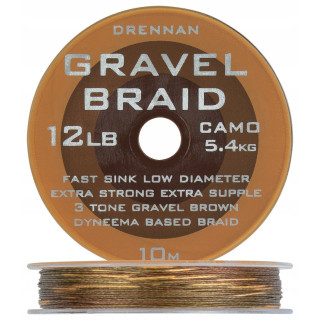 DRENNAN
GRAVEL
BRAID
12LB
CAMO
5.4KG
FAST SINK LOW DIAMETER
EXTRA STRONG EXTRA SUPPLE
3 TONE GRAVEL BROWN
DYNEEMA BASED BRAID
10M